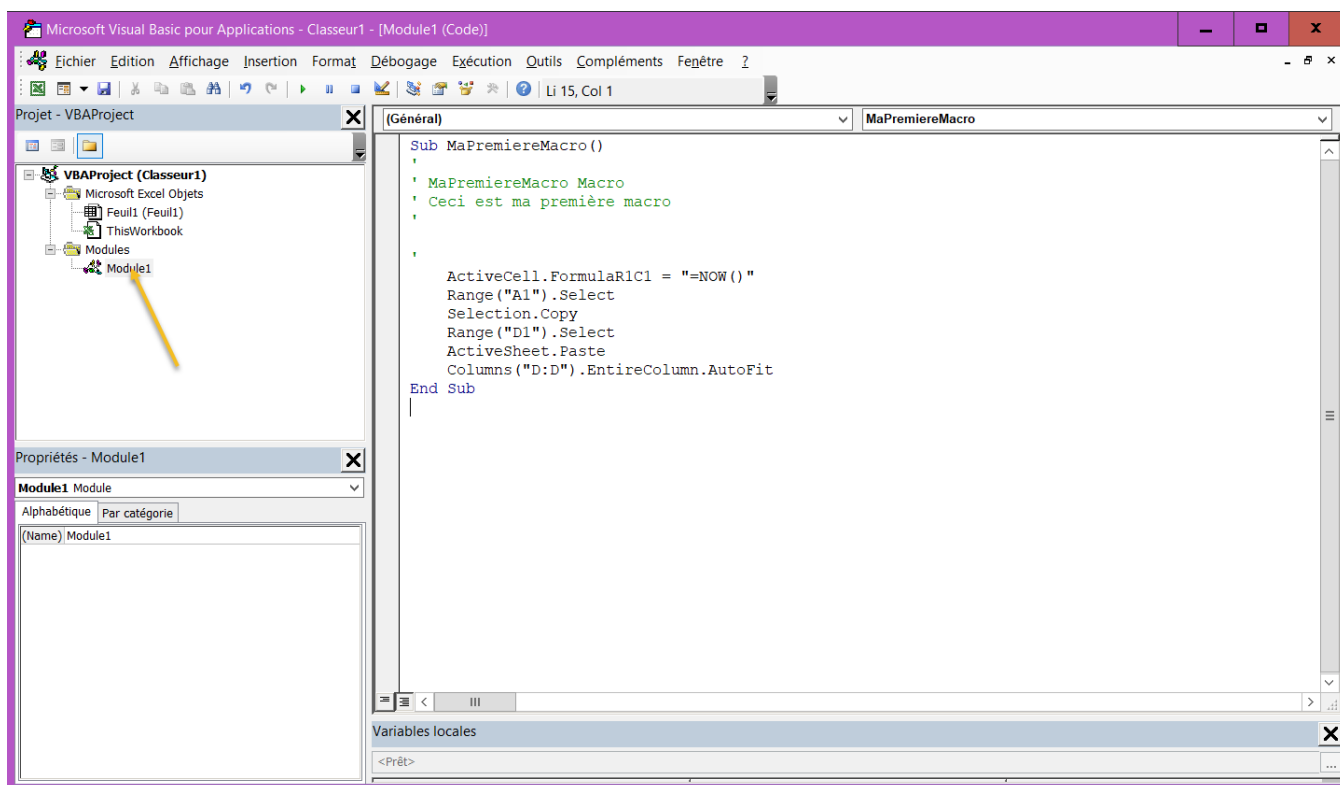 Microsoft Visual Basic pour Applications - Classeur1 - [Module1 (Code)]
Fichier Edition Affichage Insertion Format Débogage Exécution Outils Compléments Fenêtre ?
Li 15, Col 1
Projet - VBAProject
VBAProject (Classeur1)
Microsoft Excel Objets
Feuil1 (Feuil1)
ThisWorkbook
Modules
Module1
Propriétés - Module1
Module1 Module
Alphabétique Par catégorie
(Name) Module1
(Général) MaPremiereMacro
Sub MaPremiereMacro()
'
' MaPremiereMacro Macro
' Ceci est ma première macro
'
'
ActiveCell.FormulaR1C1 = "=NOW()"
Range("A1").Select
Selection.Copy
Range("D1").Select
ActiveSheet.Paste
Columns("D:D").EntireColumn.AutoFit
End Sub
Variables locales
<Prêt>
...